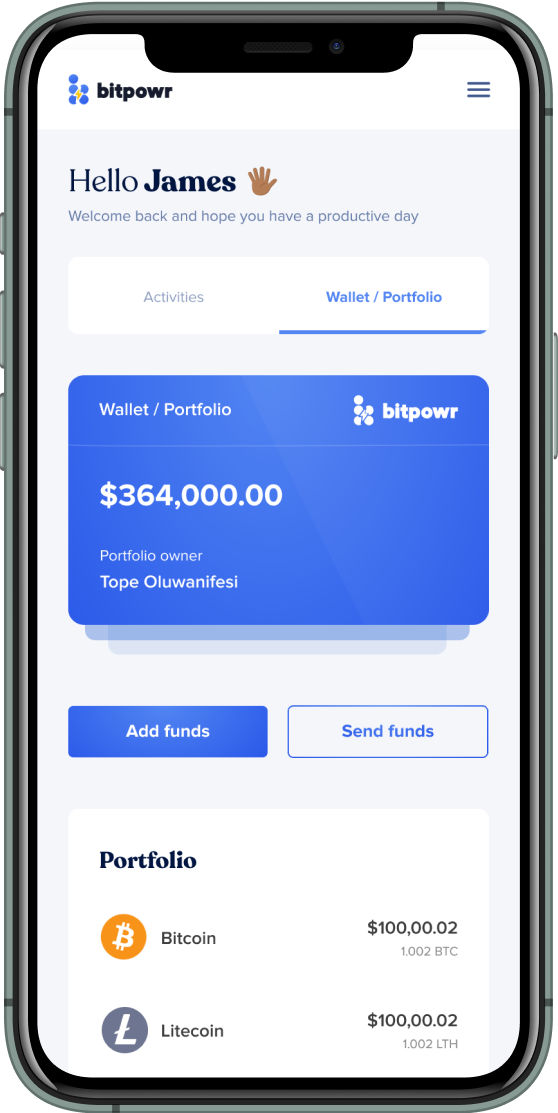 bitpowr
Hello James 🖐🏽
Welcome back and hope you have a productive day
Activities
Wallet / Portfolio
Wallet / Portfolio
bitpowr
$364,000.00
Portfolio owner
Tope Oluwanifesi
Add funds
Send funds
Portfolio
Bitcoin
$100,00.02
1.002 BTC
Litecoin
$100,00.02
1.002 LTH